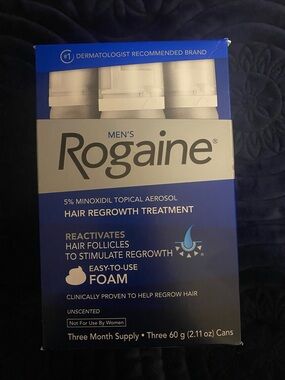 #1 DERMATOLOGIST RECOMMENDED BRAND
MEN'S
Rogaine®
5% MINOXIDIL TOPICAL AEROSOL
HAIR REGROWTH TREATMENT
REACTIVATES
HAIR FOLLICLES
TO STIMULATE REGROWTH
EASY-TO-USE
FOAM
CLINICALLY PROVEN TO HELP REGROW HAIR
UNSCENTED
Not For Use By Women
Three Month Supply • Three 60 g (2.11 oz) Cans